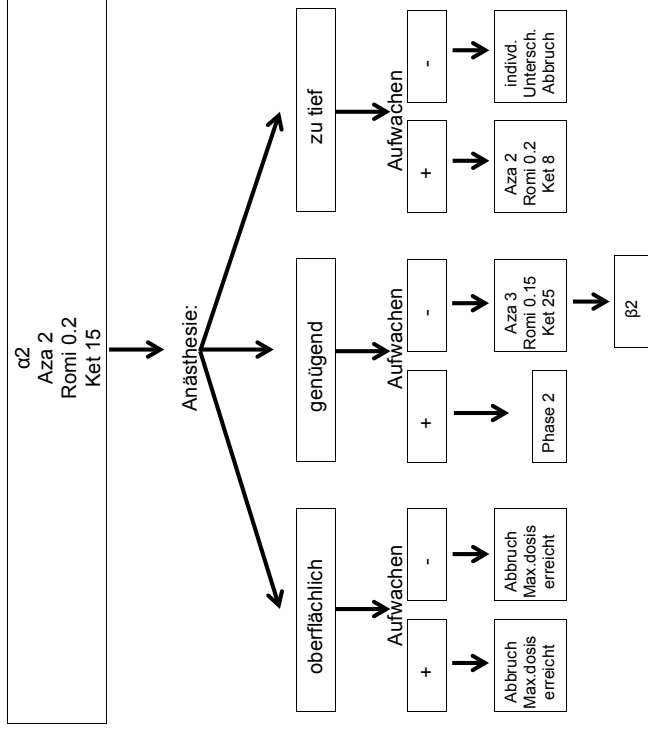 α2
Aza 2
Romi 0.2
Ket 15
Anästhesie:
oberflächlich
genügend
zu tief
Aufwachen
Aufwachen
Aufwachen
+
-
+
-
+
-
Abbruch
Max.dosis
erreicht
Abbruch
Max.dosis
erreicht
Phase 2
Aza 3
Romi 0.15
Ket 25
Aza 2
Romi 0.2
Ket 8
indivd.
Untersch.
Abbruch
β2